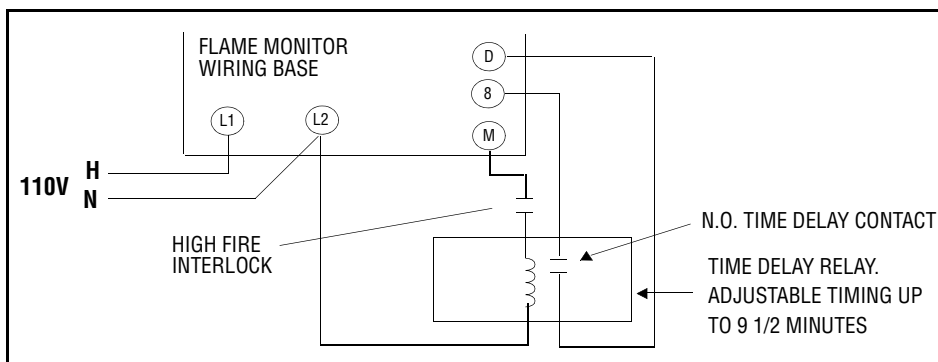 FLAME MONITOR
WIRING BASE
D
8
L1
L2
M
110V
H
N
HIGH FIRE
INTERLOCK
N.O. TIME DELAY CONTACT
TIME DELAY RELAY.
ADJUSTABLE TIMING UP
TO 9 1/2 MINUTES